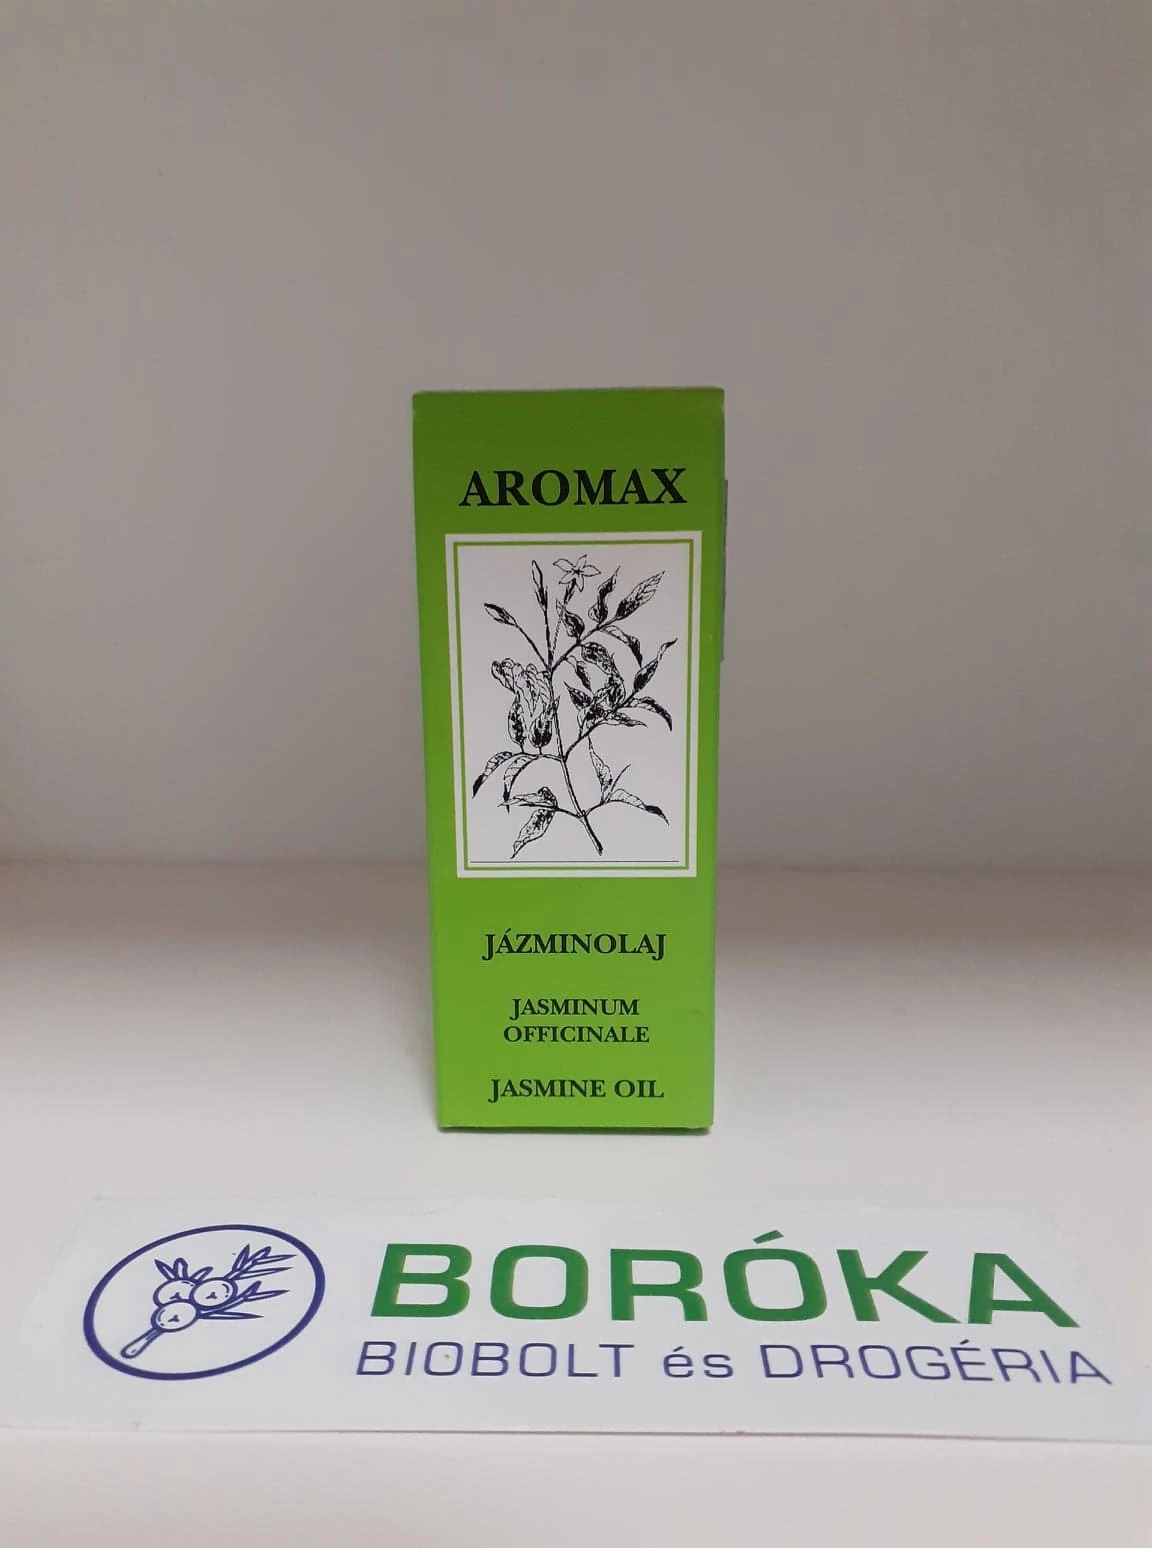 AROMAX
JÁZMINOLAJ
JASMINUM
OFFICINALE
JASMINE OIL
BORÓKA
BIOBOLT és DROGÉRIA